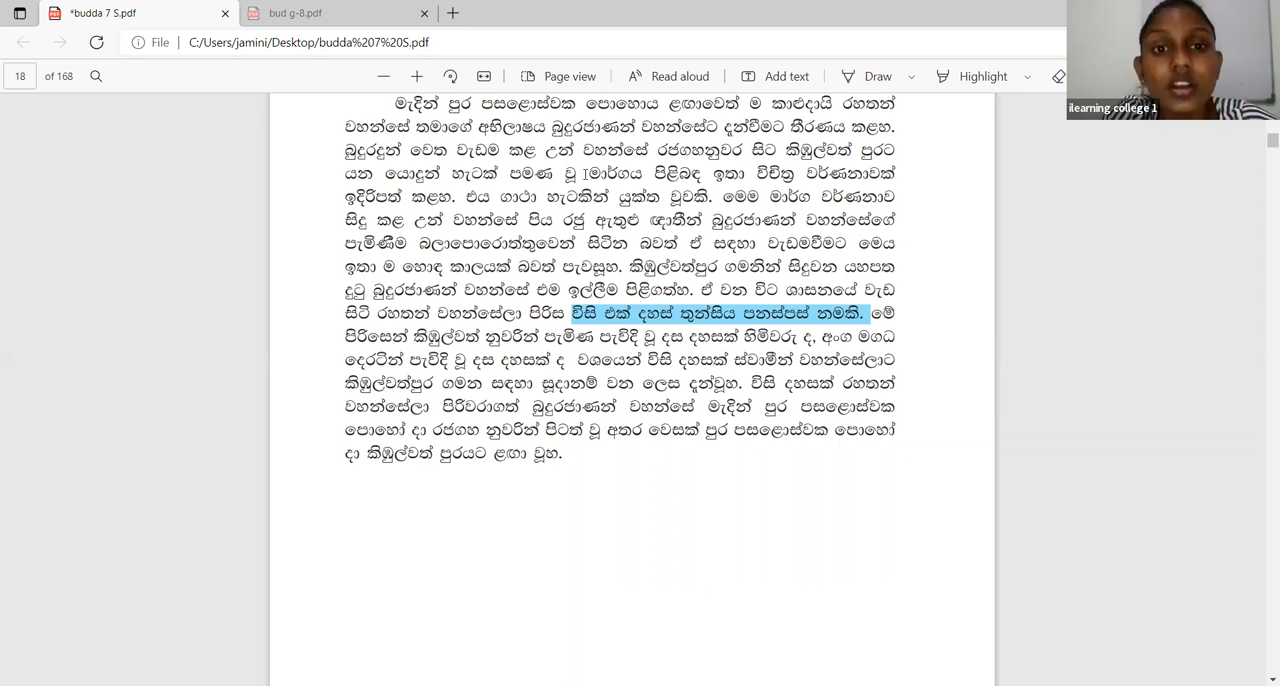 *budda 7 S.pdf
bud g-8.pdf
File
C:/Users/jamini/Desktop/budda%207%20S.pdf
18 of 168
Page view
Read aloud
Add text
Draw
Highlight
ilearning college 1
මැදින් පුර පසළොස්වක පොහොය ළඟාවෙත් ම කාළුදායි රහතන්
වහන්සේ තමාගේ අභිලාෂය බුදුරජාණන් වහන්සේට දැන්වීමට තීරණය කළහ.
බුදුරදුන් වෙත වැඩම කළ උන් වහන්සේ රජගහනුවර සිට කිඹුල්වත් පුරට
යන යොදුන් හැටක් පමණ වූ මාර්ගය පිළිබඳ ඉතා විචිත්‍ර වර්ණනාවක්
ඉදිරිපත් කළහ. එය ගාථා හැටකින් යුක්ත වූවකි. මෙම මාර්ග වර්ණනාව
සිදු කළ උන් වහන්සේ පිය රජු ඇතුළු ඥාතීන් බුදුරජාණන් වහන්සේගේ
පැමිණීම බලාපොරොත්තුවෙන් සිටින බවත් ඒ සඳහා වැඩමවීමට මෙය
ඉතා ම හොඳ කාලයක් බවත් පැවසූහ. කිඹුල්වත්පුර ගමනින් සිදුවන යහපත
දුටු බුදුරජාණන් වහන්සේ එම ඉල්ලීම පිළිගත්හ. ඒ වන විට ශාසනයේ වැඩ
සිටි රහතන් වහන්සේලා පිරිස විසි එක් දහස් තුන්සිය පනස්පස් නමකි. මේ
පිරිසෙන් කිඹුල්වත් නුවරින් පැමිණ පැවිදි වූ දස දහසක් හිමිවරු ද, අංග මගධ
දෙරටින් පැවිදි වූ දස දහසක් ද වශයෙන් විසි දහසක් ස්වාමීන් වහන්සේලාට
කිඹුල්වත්පුර ගමන සඳහා සූදානම් වන ලෙස දැන්වූහ. විසි දහසක් රහතන්
වහන්සේලා පිරිවරාගත් බුදුරජාණන් වහන්සේ මැදින් පුර පසළොස්වක
පොහෝ දා රජගහ නුවරින් පිටත් වූ අතර වෙසක් පුර පසළොස්වක පොහෝ
දා කිඹුල්වත් පුරයට ළඟා වූහ.